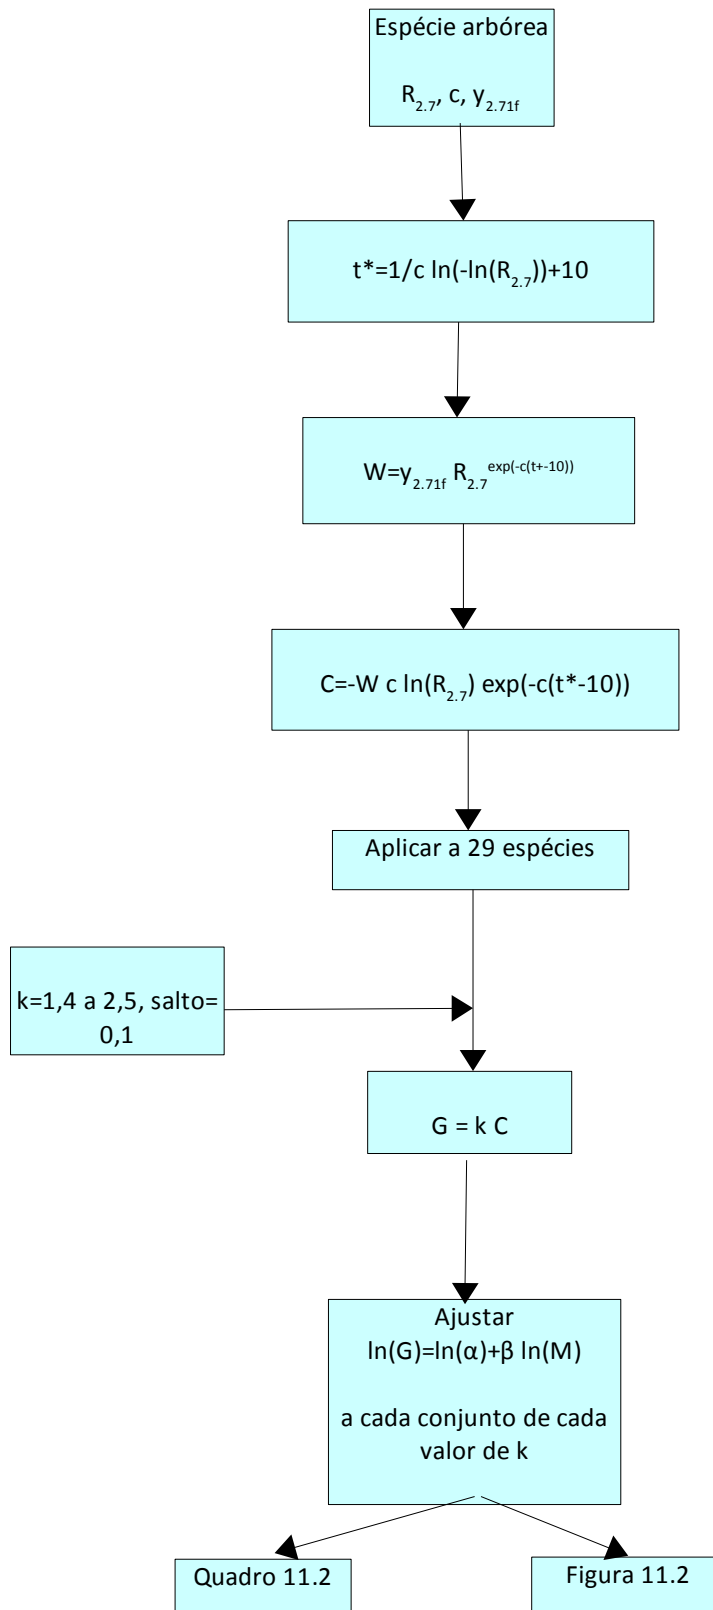 Espécie arbórea
R2.7, c, y2.71f
t*=1/c ln(-ln(R2.7))+10
W=y2.71f R2.7exp(-c(t+-10))
C=-W c ln(R2.7) exp(-c(t*-10))
Aplicar a 29 espécies
k=1,4 a 2,5, salto=
0,1
G = k C
Ajustar
ln(G)=ln(α)+β ln(M)
a cada conjunto de cada
valor de k
Quadro 11.2
Figura 11.2